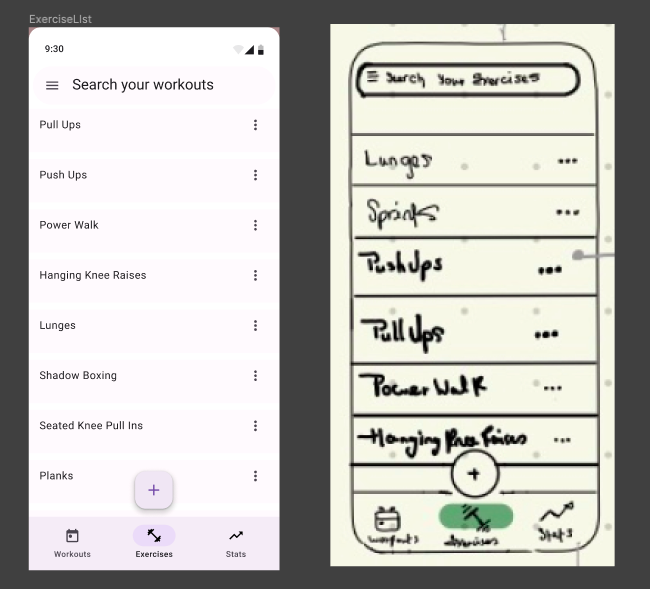 ExerciseLIst
9:30
Search your workouts
Pull Ups
Push Ups
Power Walk
Hanging Knee Raises
Lunges
Shadow Boxing
Seated Knee Pull Ins
Planks
+
Workouts
Exercises
Stats
Search Your Exercises
Lunges
Sprints
Push Ups
Pull Ups
Power Walk
Hanging Knee Raises
+
workouts
Exercises
Stats